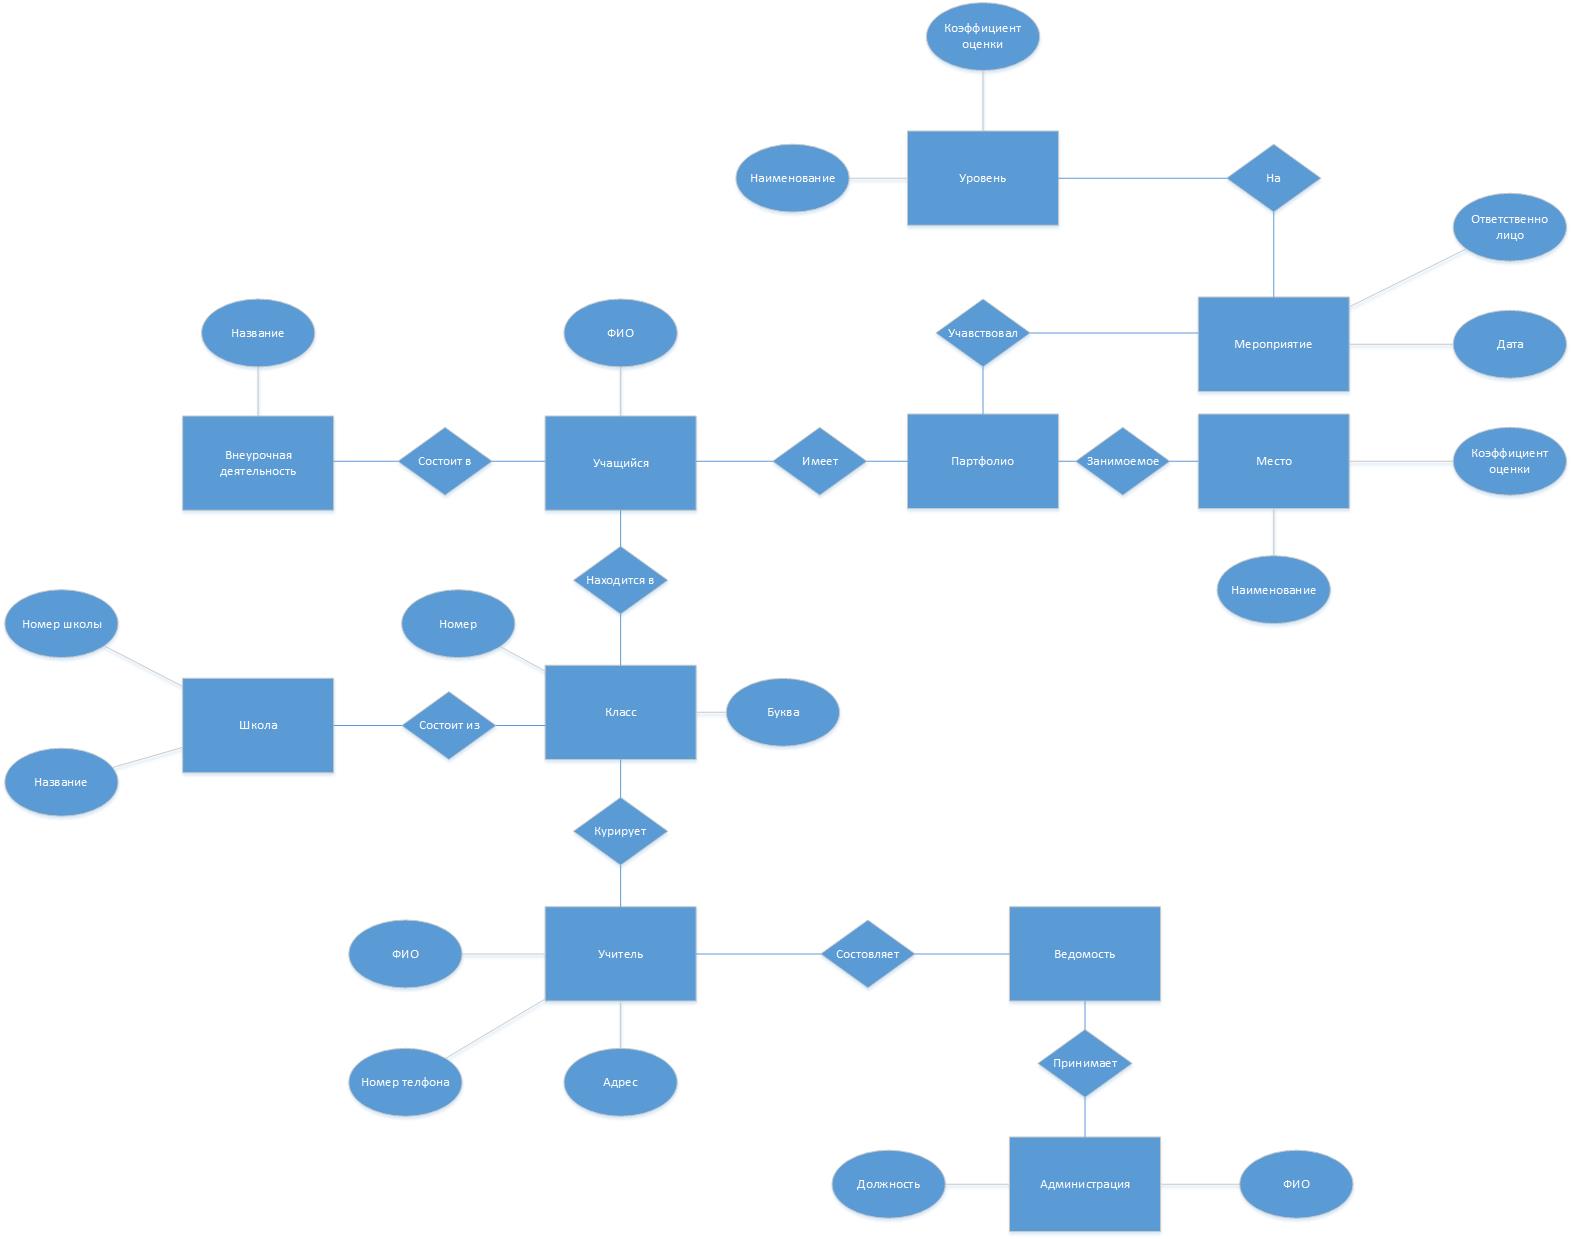 Коэффициент
оценки
Наименование
Уровень
На
Ответственно
лицо
Название
ФИО
Учавствовал
Мероприятие
Дата
Внеурочная
деятельность
Состоит в
Учащийся
Имеет
Партфолио
Занимоемое
Место
Коэффициент
оценки
Находится в
Наименование
Номер школы
Номер
Школа
Состоит из
Класс
Буква
Название
Курирует
ФИО
Учитель
Состовляет
Ведомость
Номер телфона
Адрес
Принимает
Должность
Администрация
ФИО